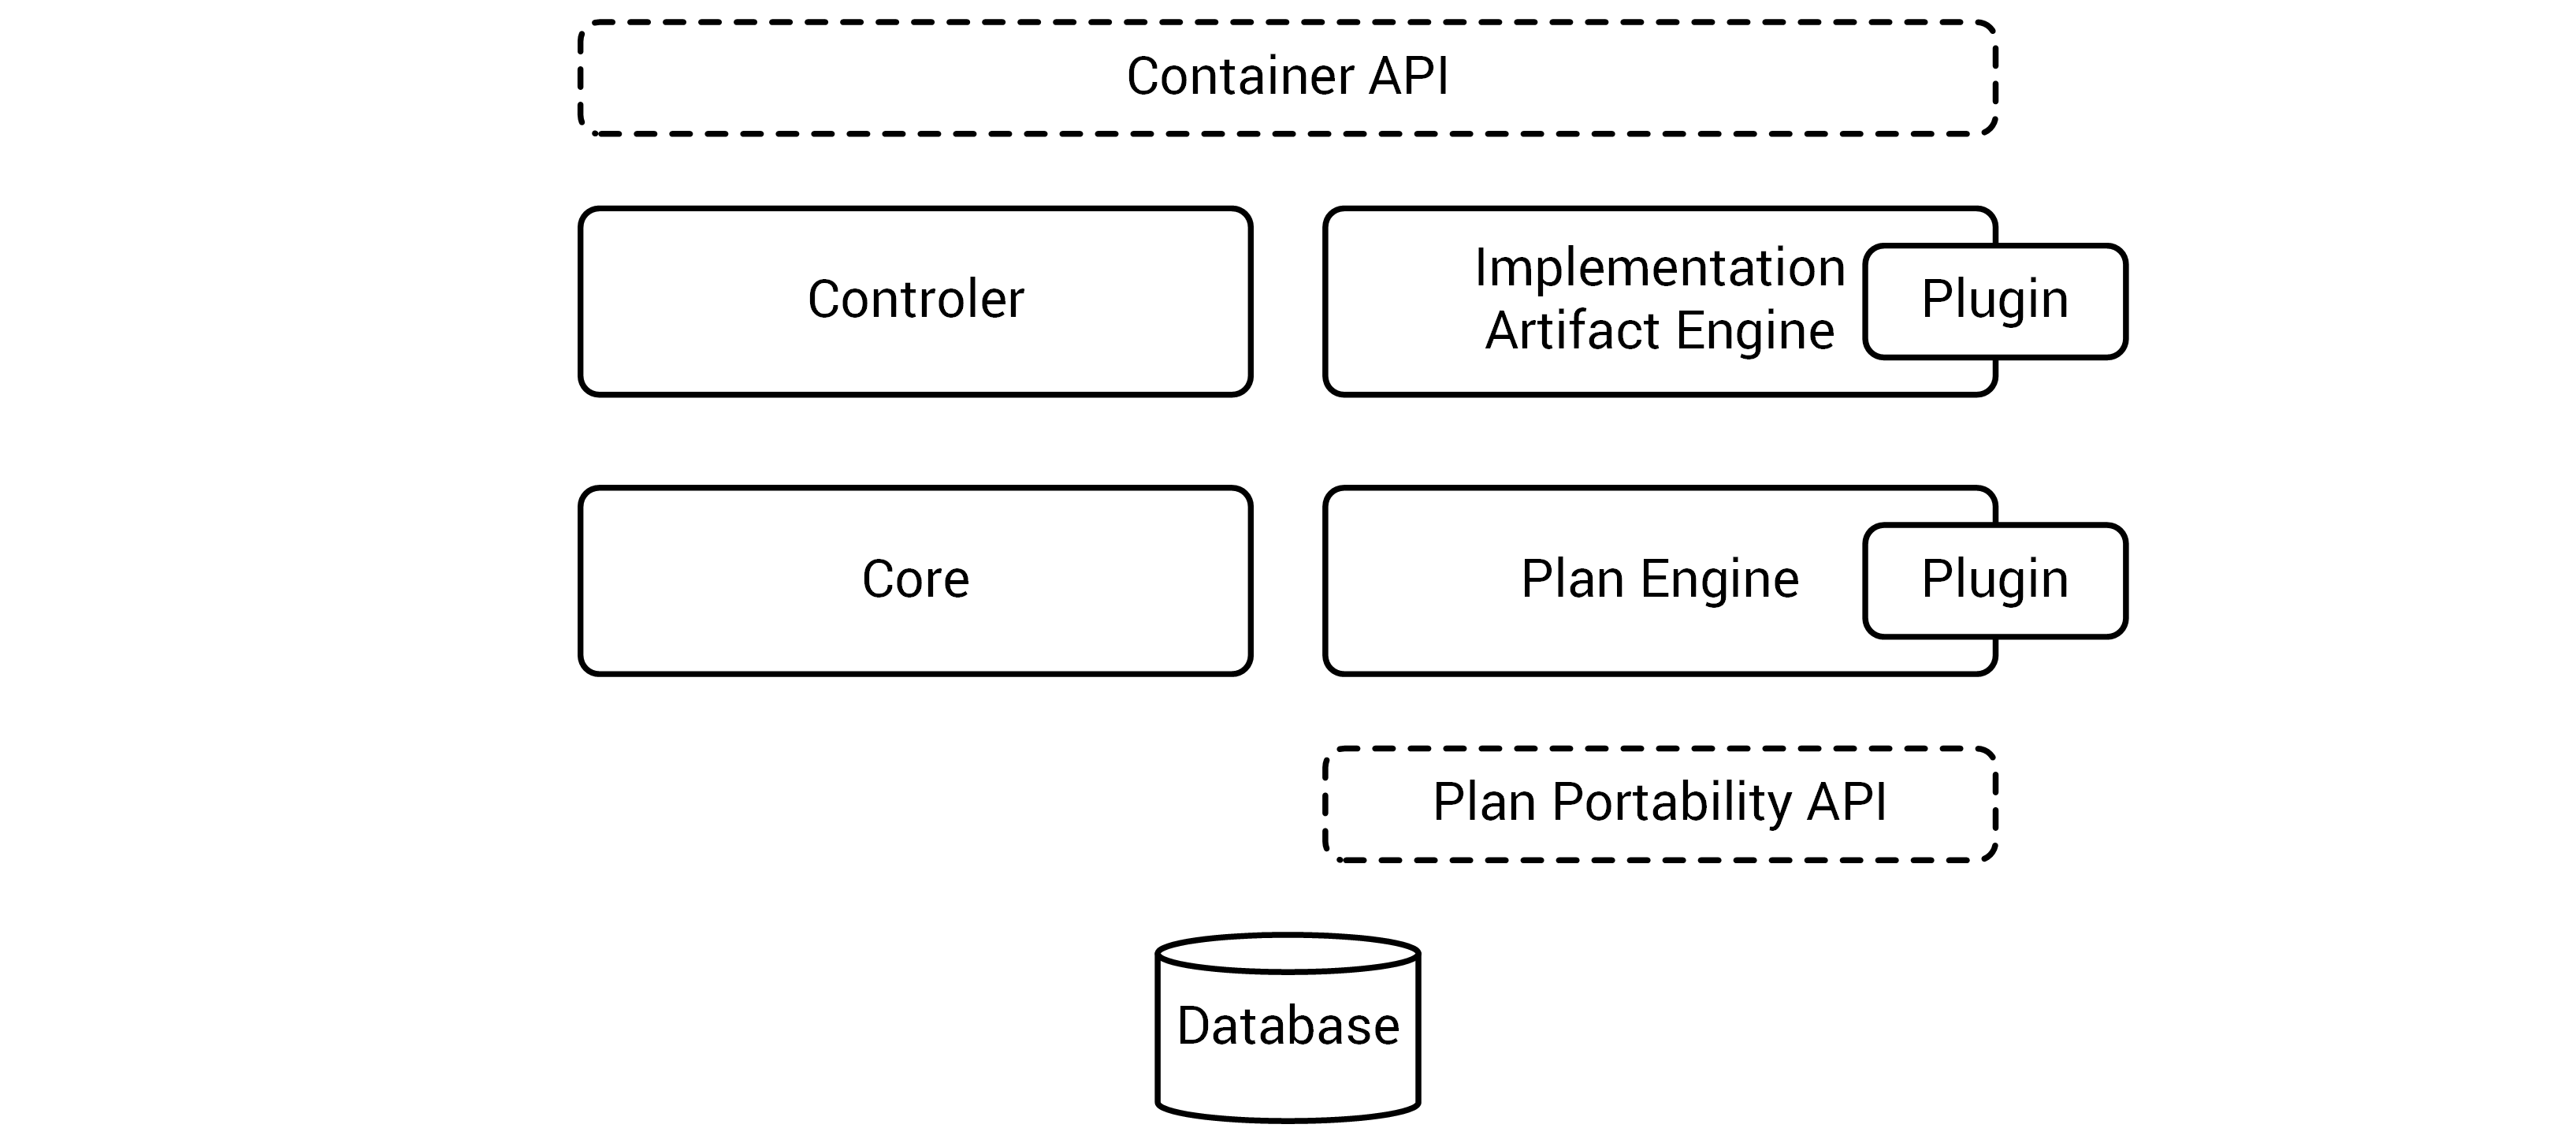 Container API
Controler
Implementation
Artifact Engine
Plugin
Core
Plan Engine
Plugin
Plan Portability API
Database